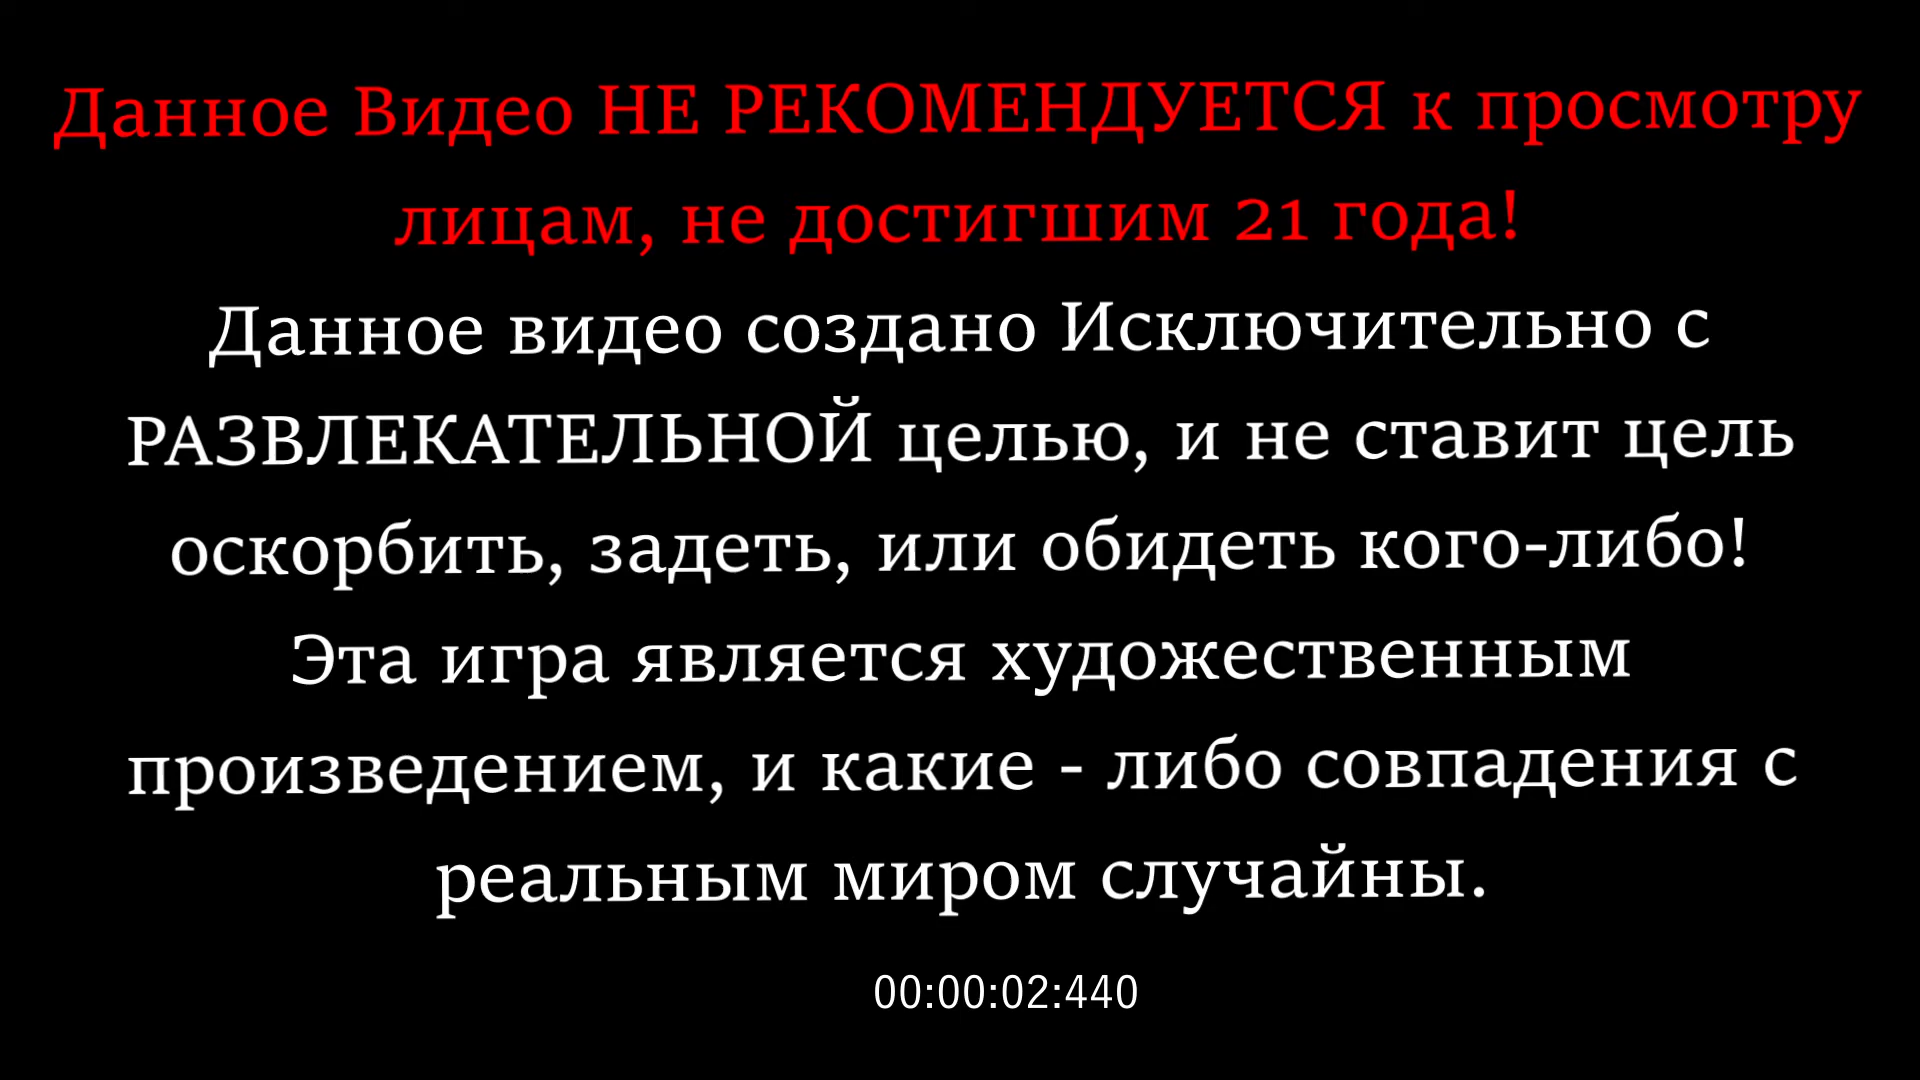 Данное Видео НЕ РЕКОМЕНДУЕТСЯ к просмотру
лицам, не достигшим 21 года!
Данное видео создано Исключительно с
РАЗВЛЕКАТЕЛЬНОЙ целью, и не ставит цель
оскорбить, задеть, или обидеть кого-либо!
Эта игра является художественным
произведением, и какие - либо совпадения с
реальным миром случайны.
00:00:02:440